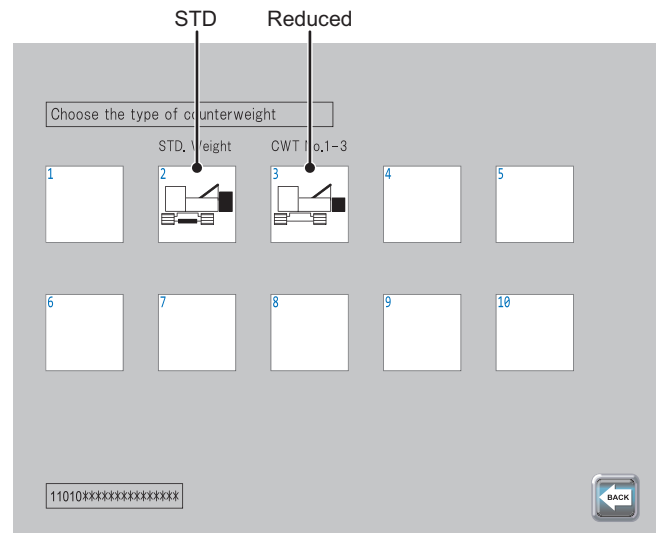 STD Reduced
Choose the type of counterweight
STD. Weight CWT No.1-3
1 2 3 4 5
6 7 8 9 10
11010***************
BACK